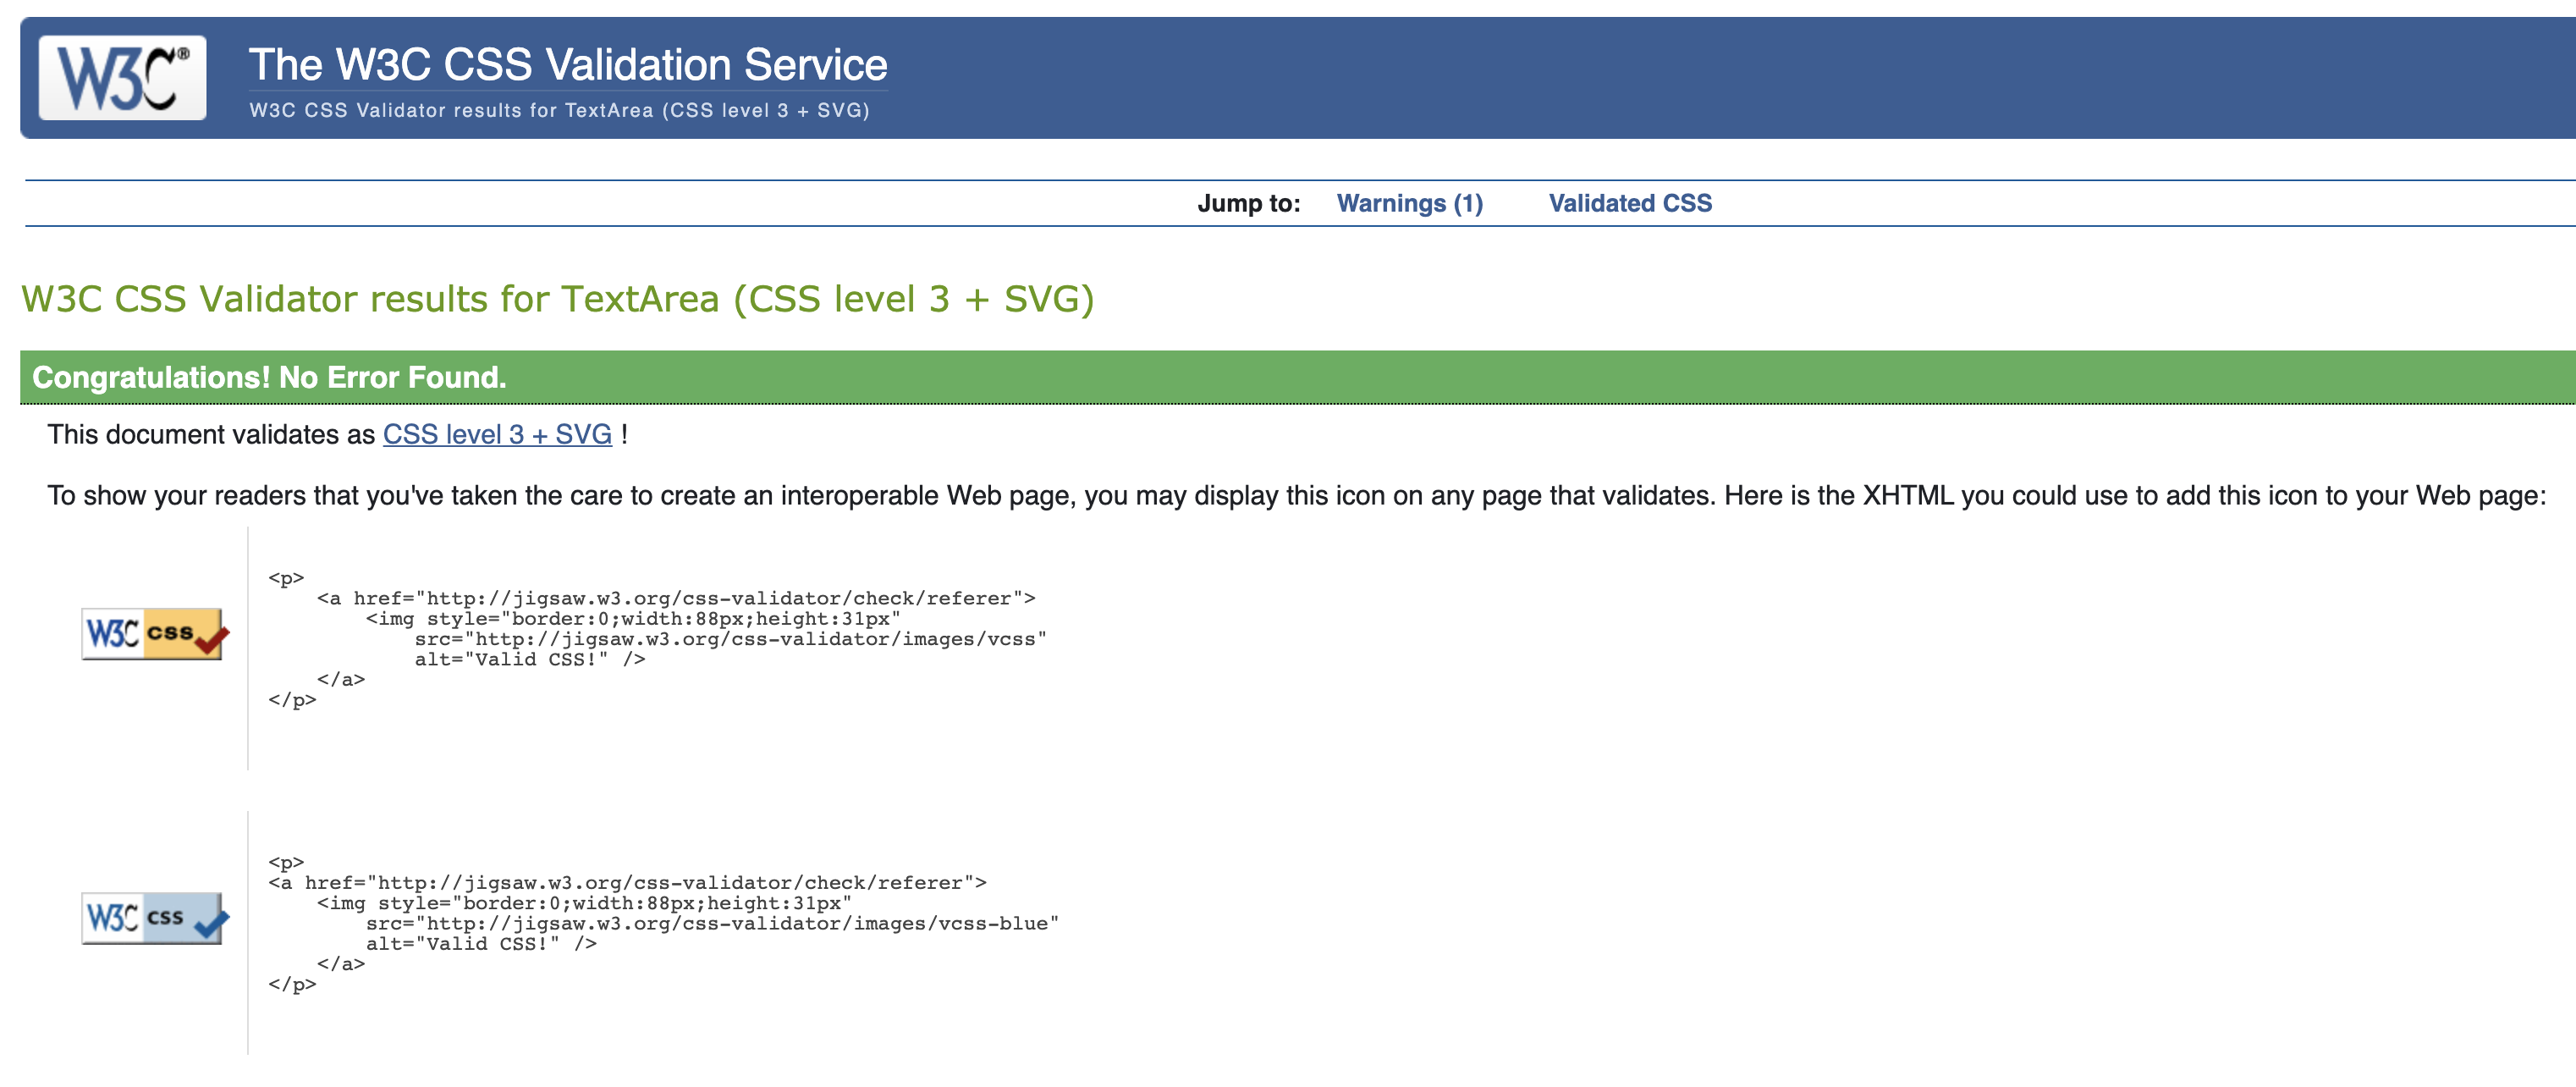 W3C®
The W3C CSS Validation Service
W3C CSS Validator results for TextArea (CSS level 3 + SVG)
Jump to: Warnings (1) Validated CSS
W3C CSS Validator results for TextArea (CSS level 3 + SVG)
Congratulations! No Error Found.
This document validates as CSS level 3 + SVG !
To show your readers that you've taken the care to create an interoperable Web page, you may display this icon on any page that validates. Here is the XHTML you could use to add this icon to your Web page:
W3C css
<p>
    <a href="http://jigsaw.w3.org/css-validator/check/referer">
        <img style="border:0;width:88px;height:31px"
            src="http://jigsaw.w3.org/css-validator/images/vcss"
            alt="Valid CSS!" />
    </a>
</p>
W3C css
<p>
<a href="http://jigsaw.w3.org/css-validator/check/referer">
    <img style="border:0;width:88px;height:31px"
        src="http://jigsaw.w3.org/css-validator/images/vcss-blue"
        alt="Valid CSS!" />
    </a>
</p>